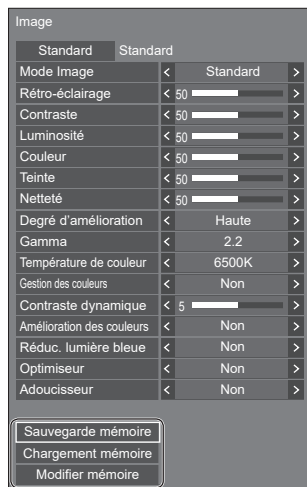 Image
Standard Standard
Mode Image < Standard >
Rétro-éclairage < 50 >
Contraste < 50 >
Luminosité < 50 >
Couleur < 50 >
Teinte < 50 >
Netteté < 50 >
Degré d'amélioration < Haute >
Gamma < 2.2 >
Température de couleur < 6500K >
Gestion des couleurs < Non >
Contraste dynamique < 5 >
Amélioration des couleurs < Non >
Réduc. lumière bleue < Non >
Optimiseur < Non >
Adoucisseur < Non >
Sauvegarde mémoire
Chargement mémoire
Modifier mémoire